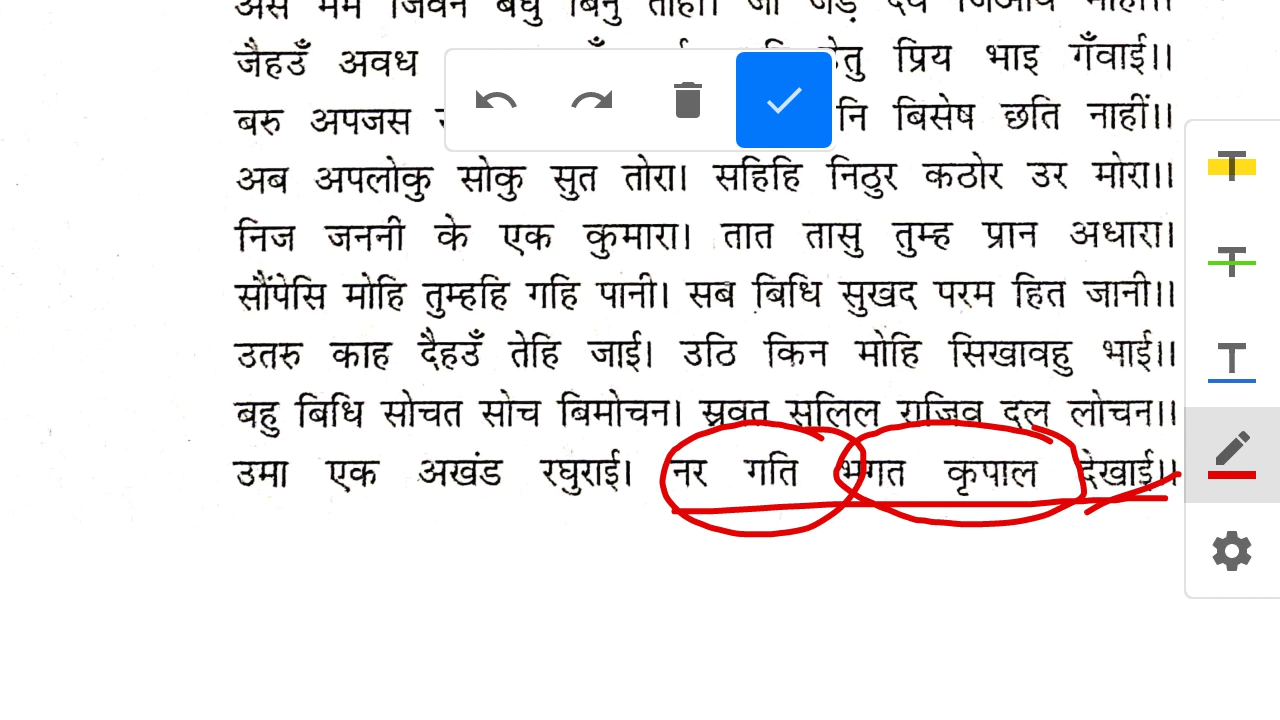 जैहउँ अवध हेतु प्रिय भाइ गँवाई।।
बरु अपजस नि बिसेष छति नाहीं।।
अब अपलोकु सोकु सुत तोरा। सहिहि निठुर कठोर उर मोरा।।
निज जननी के एक कुमारा। तात तासु तुम्ह प्रान अधारा।
सौंपेसि मोहि तुम्हहि गहि पानी। सब बिधि सुखद परम हित जानी।।
उतरु काह दैहउँ तेहि जाई। उठि किन मोहि सिखावहु भाई।।
बहु बिधि सोचत सोच बिमोचन। स्रवत सलिल राजिव दल लोचन।।
उमा एक अखंड रघुराई। नर गति भगत कृपाल देखाई।।